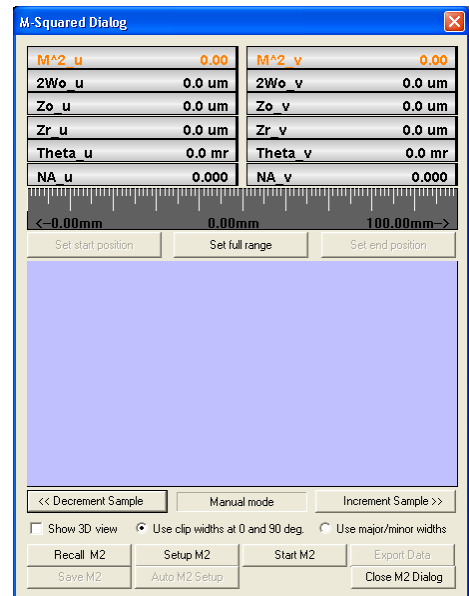 M-Squared Dialog
M^2_u 0.00 M^2_v 0.00
2Wo_u 0.0 um 2Wo_v 0.0 um
Zo_u 0.0 um Zo_v 0.0 um
Zr_u 0.0 um Zr_v 0.0 um
Theta_u 0.0 mr Theta_v 0.0 mr
NA_u 0.000 NA_v 0.000
<-0.00mm 0.00mm 100.00mm->
Set start position Set full range Set end position
<< Decrement Sample Manual mode Increment Sample >>
Show 3D view Use clip widths at 0 and 90 deg. Use major/minor widths
Recall M2 Setup M2 Start M2 Export Data
Save M2 Auto M2 Setup Close M2 Dialog